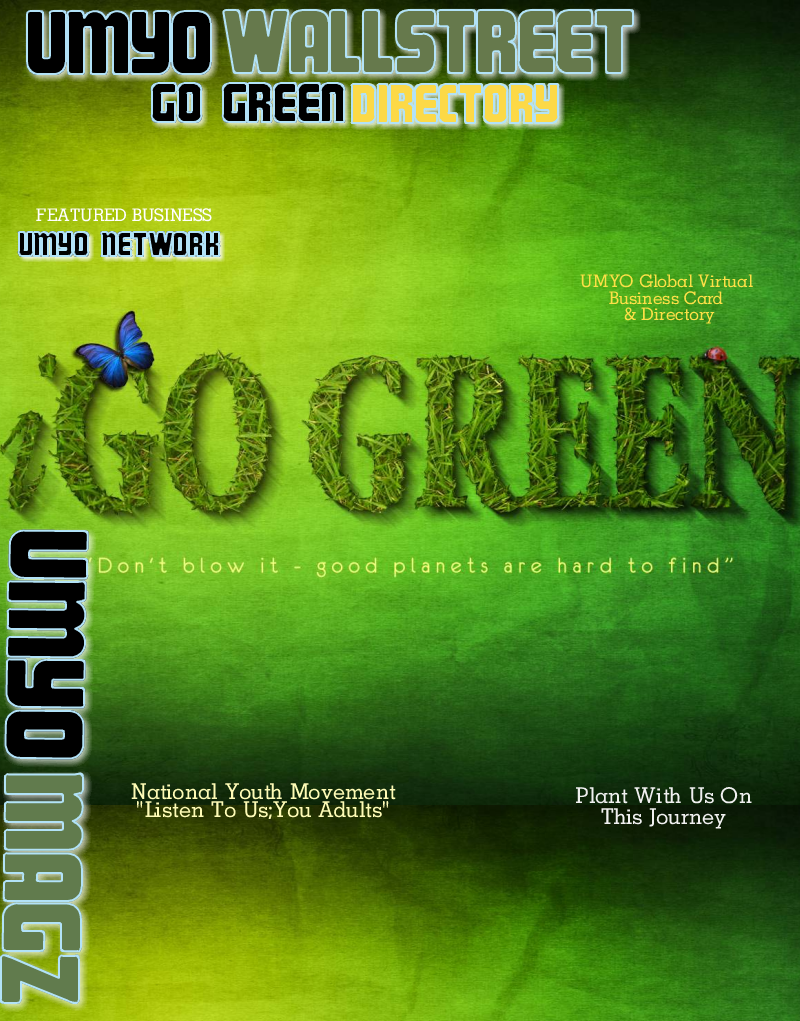 UMYO WALLSTREET
GO GREEN DIRECTORY
FEATURED BUSINESS
UMYO NETWORK
UMYO Global Virtual
Business Card
& Directory
iGO GREEN
"Don't blow it - good planets are hard to find"
UMYO MAGZ
National Youth Movement
"Listen To Us;You Adults"
Plant With Us On
This Journey